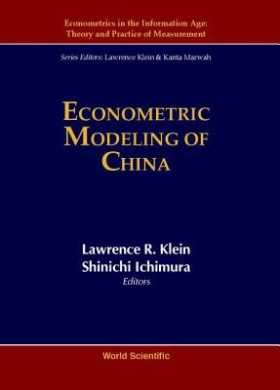 Econometrics in the Information Age:
Theory and Practice of Measurement
Series Editors: Lawrence Klein & Kanta Marwah
ECONOMETRIC
MODELING OF
CHINA
Lawrence R. Klein
Shinichi Ichimura
Editors
World Scientific